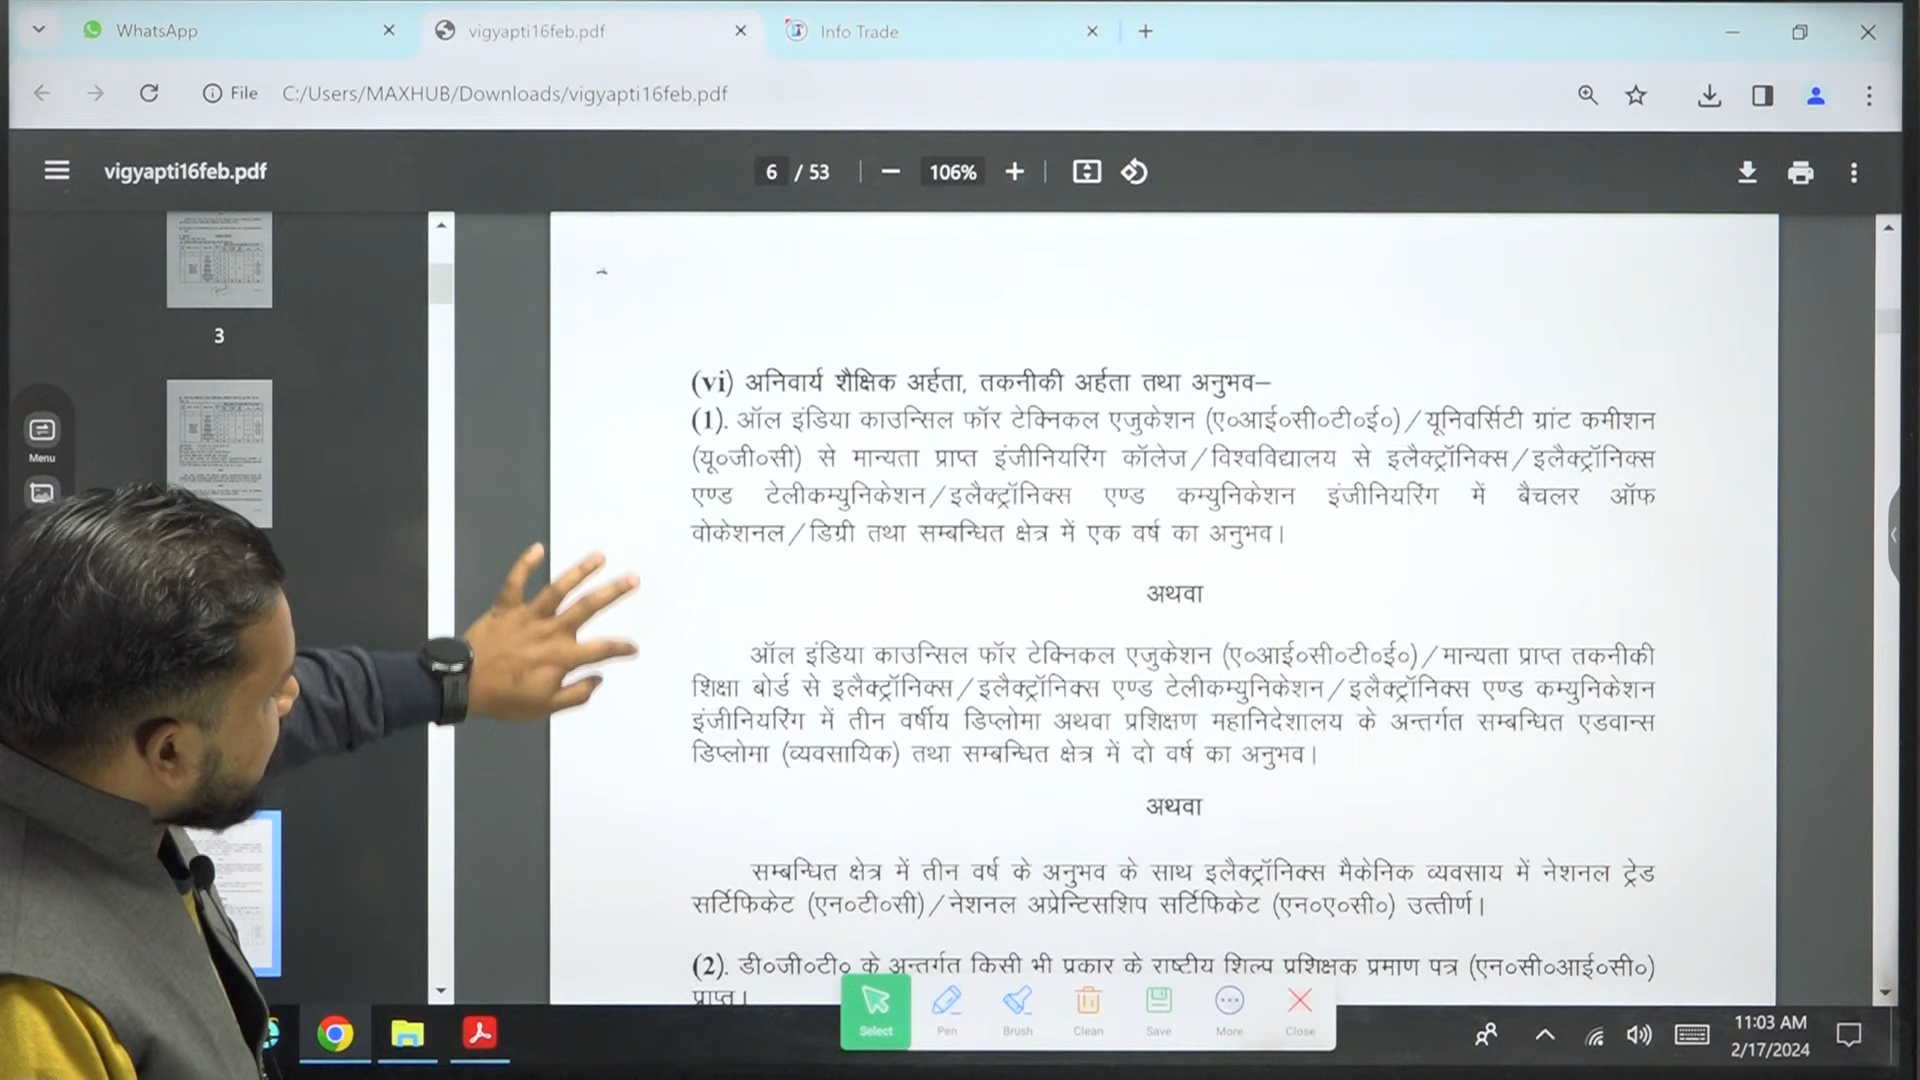 WhatsApp
vigyapti16feb.pdf
Info Trade
File C:/Users/MAXHUB/Downloads/vigyapti16feb.pdf
vigyapti16feb.pdf
6 / 53
106%
3
Menu
(vi) अनिवार्य शैक्षिक अर्हता, तकनीकी अर्हता तथा अनुभव–
(1). ऑल इंडिया काउन्सिल फॉर टेक्निकल एजुकेशन (ए०आई०सी०टी०ई०)/यूनिवर्सिटी ग्रांट कमीशन
(यू०जी०सी) से मान्यता प्राप्त इंजीनियरिंग कॉलेज/विश्वविद्यालय से इलैक्ट्रॉनिक्स/इलैक्ट्रॉनिक्स
एण्ड टेलीकम्युनिकेशन/इलैक्ट्रॉनिक्स एण्ड कम्युनिकेशन इंजीनियरिंग में बैचलर ऑफ
वोकेशनल/डिग्री तथा सम्बन्धित क्षेत्र में एक वर्ष का अनुभव।
अथवा
ऑल इंडिया काउन्सिल फॉर टेक्निकल एजुकेशन (ए०आई०सी०टी०ई०)/मान्यता प्राप्त तकनीकी
शिक्षा बोर्ड से इलैक्ट्रॉनिक्स/इलैक्ट्रॉनिक्स एण्ड टेलीकम्युनिकेशन/इलैक्ट्रॉनिक्स एण्ड कम्युनिकेशन
इंजीनियरिंग में तीन वर्षीय डिप्लोमा अथवा प्रशिक्षण महानिदेशालय के अन्तर्गत सम्बन्धित एडवान्स
डिप्लोमा (व्यवसायिक) तथा सम्बन्धित क्षेत्र में दो वर्ष का अनुभव।
अथवा
सम्बन्धित क्षेत्र में तीन वर्ष के अनुभव के साथ इलैक्ट्रॉनिक्स मैकेनिक व्यवसाय में नेशनल ट्रेड
सर्टिफिकेट (एन०टी०सी)/नेशनल अप्रेन्टिसशिप सर्टिफिकेट (एन०ए०सी०) उत्तीर्ण।
(2). डी०जी०टी० के अन्तर्गत किसी भी प्रकार के राष्टीय शिल्प प्रशिक्षक प्रमाण पत्र (एन०सी०आई०सी०)
प्राप्त।
Select Pen Brush Clean Save More Close
11:03 AM
2/17/2024